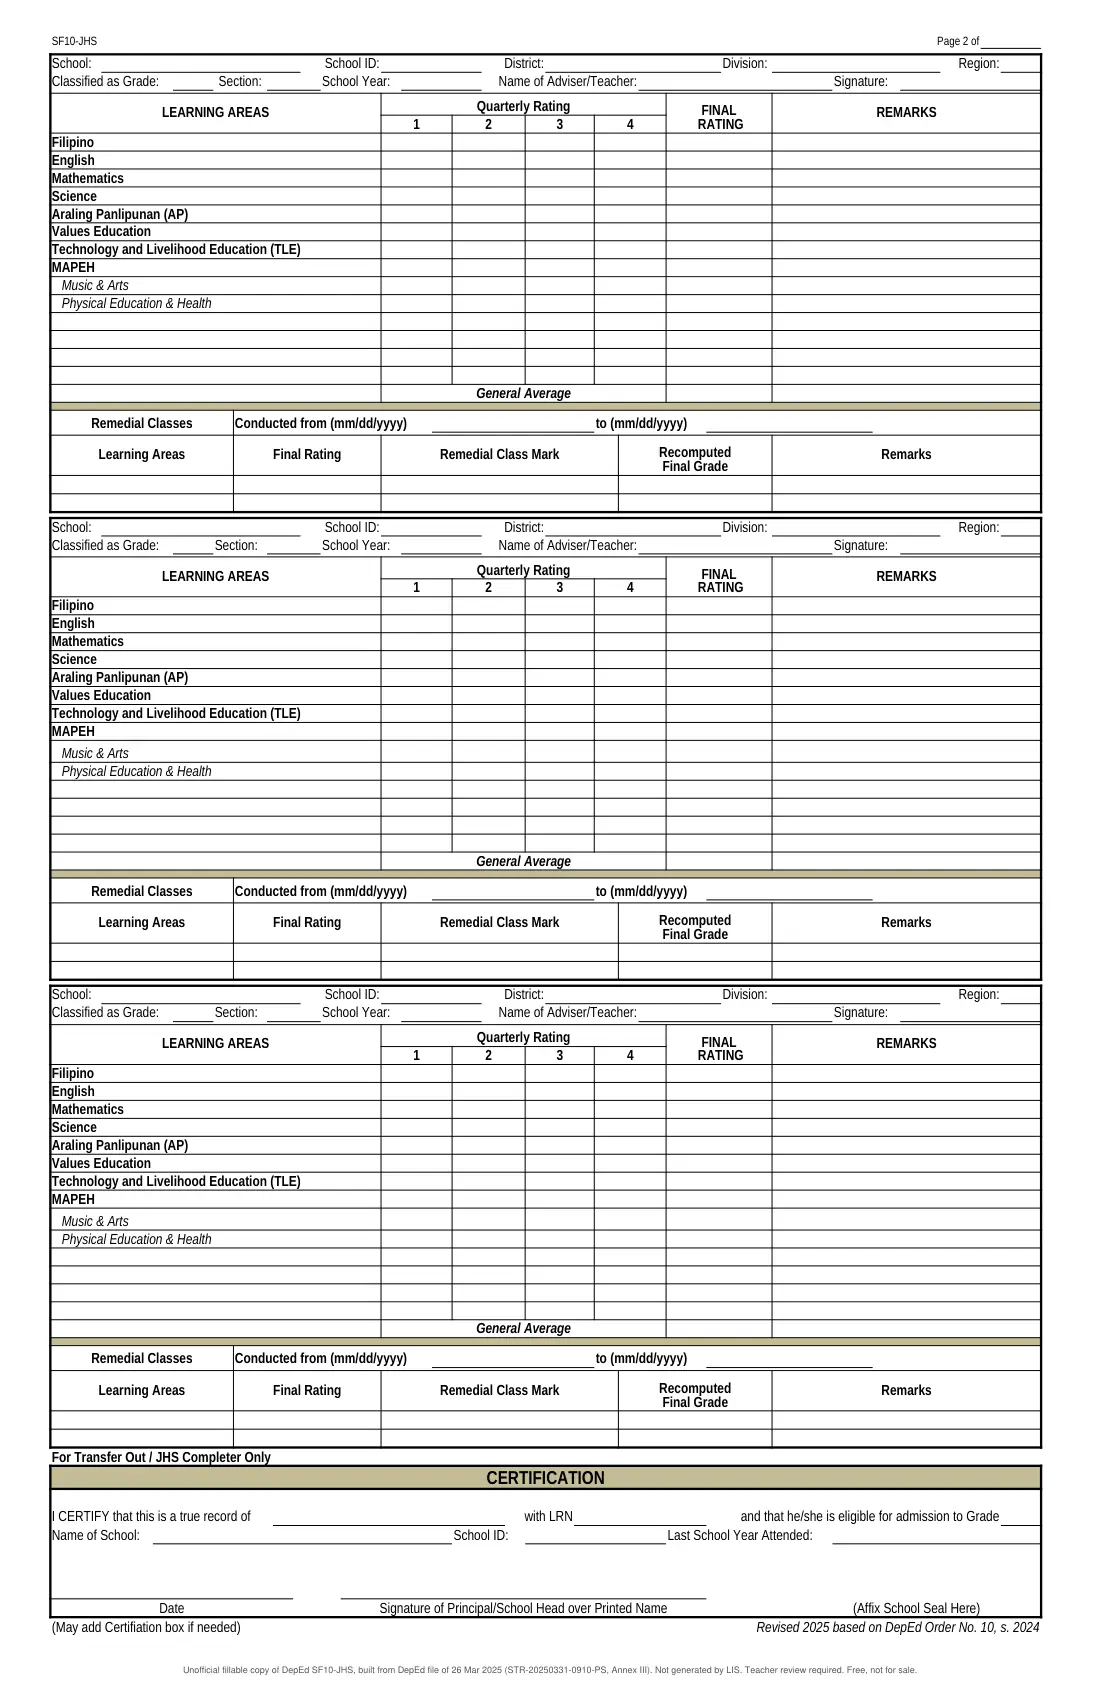 SF10-JHS Page 2 of
School: School ID: District: Division: Region:
Classified as Grade: Section: School Year: Name of Adviser/Teacher: Signature:
LEARNING AREAS Quarterly Rating FINAL RATING REMARKS
1 2 3 4
Filipino
English
Mathematics
Science
Araling Panlipunan (AP)
Values Education
Technology and Livelihood Education (TLE)
MAPEH
Music & Arts
Physical Education & Health
General Average
Remedial Classes Conducted from (mm/dd/yyyy) to (mm/dd/yyyy)
Learning Areas Final Rating Remedial Class Mark Recomputed Final Grade Remarks
School: School ID: District: Division: Region:
Classified as Grade: Section: School Year: Name of Adviser/Teacher: Signature:
LEARNING AREAS Quarterly Rating FINAL RATING REMARKS
1 2 3 4
Filipino
English
Mathematics
Science
Araling Panlipunan (AP)
Values Education
Technology and Livelihood Education (TLE)
MAPEH
Music & Arts
Physical Education & Health
General Average
Remedial Classes Conducted from (mm/dd/yyyy) to (mm/dd/yyyy)
Learning Areas Final Rating Remedial Class Mark Recomputed Final Grade Remarks
School: School ID: District: Division: Region:
Classified as Grade: Section: School Year: Name of Adviser/Teacher: Signature:
LEARNING AREAS Quarterly Rating FINAL RATING REMARKS
1 2 3 4
Filipino
English
Mathematics
Science
Araling Panlipunan (AP)
Values Education
Technology and Livelihood Education (TLE)
MAPEH
Music & Arts
Physical Education & Health
General Average
Remedial Classes Conducted from (mm/dd/yyyy) to (mm/dd/yyyy)
Learning Areas Final Rating Remedial Class Mark Recomputed Final Grade Remarks
For Transfer Out / JHS Completer Only
CERTIFICATION
I CERTIFY that this is a true record of with LRN and that he/she is eligible for admission to Grade
Name of School: School ID: Last School Year Attended:
Date Signature of Principal/School Head over Printed Name (Affix School Seal Here)
(May add Certifiation box if needed) Revised 2025 based on DepEd Order No. 10, s. 2024
Unofficial fillable copy of DepEd SF10-JHS, built from DepEd file of 26 Mar 2025 (STR-20250331-0910-PS, Annex III). Not generated by LIS. Teacher review required. Free, not for sale.